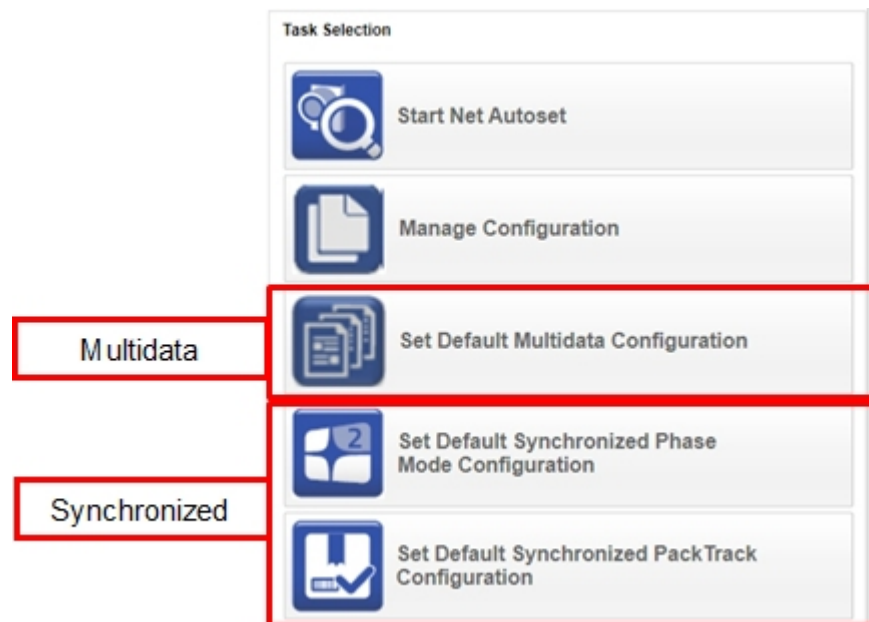 Task Selection
Start Net Autoset
Manage Configuration
Multidata
Set Default Multidata Configuration
2
Set Default Synchronized Phase
Mode Configuration
Synchronized
Set Default Synchronized PackTrack
Configuration